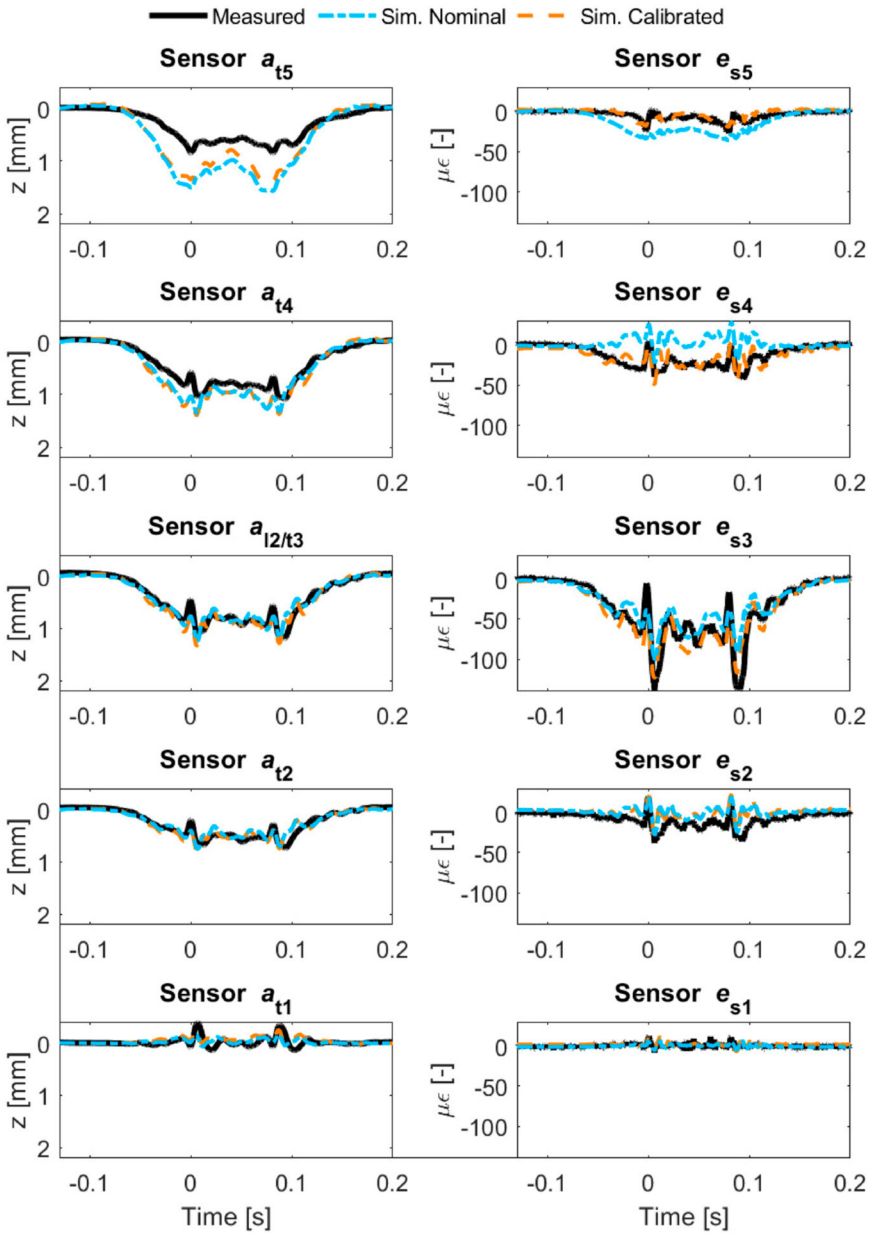 Measured Sim. Nominal Sim. Calibrated
Sensor a_t5 Sensor e_s5
z [mm] 0 1 2
με [-] 0 -50 -100
-0.1 0 0.1 0.2 -0.1 0 0.1 0.2
Sensor a_t4 Sensor e_s4
z [mm] 0 1 2
με [-] 0 -50 -100
-0.1 0 0.1 0.2 -0.1 0 0.1 0.2
Sensor a_l2/t3 Sensor e_s3
z [mm] 0 1 2
με [-] 0 -50 -100
-0.1 0 0.1 0.2 -0.1 0 0.1 0.2
Sensor a_t2 Sensor e_s2
z [mm] 0 1 2
με [-] 0 -50 -100
-0.1 0 0.1 0.2 -0.1 0 0.1 0.2
Sensor a_t1 Sensor e_s1
z [mm] 0 1 2
με [-] 0 -50 -100
-0.1 0 0.1 0.2 -0.1 0 0.1 0.2
Time [s] Time [s]